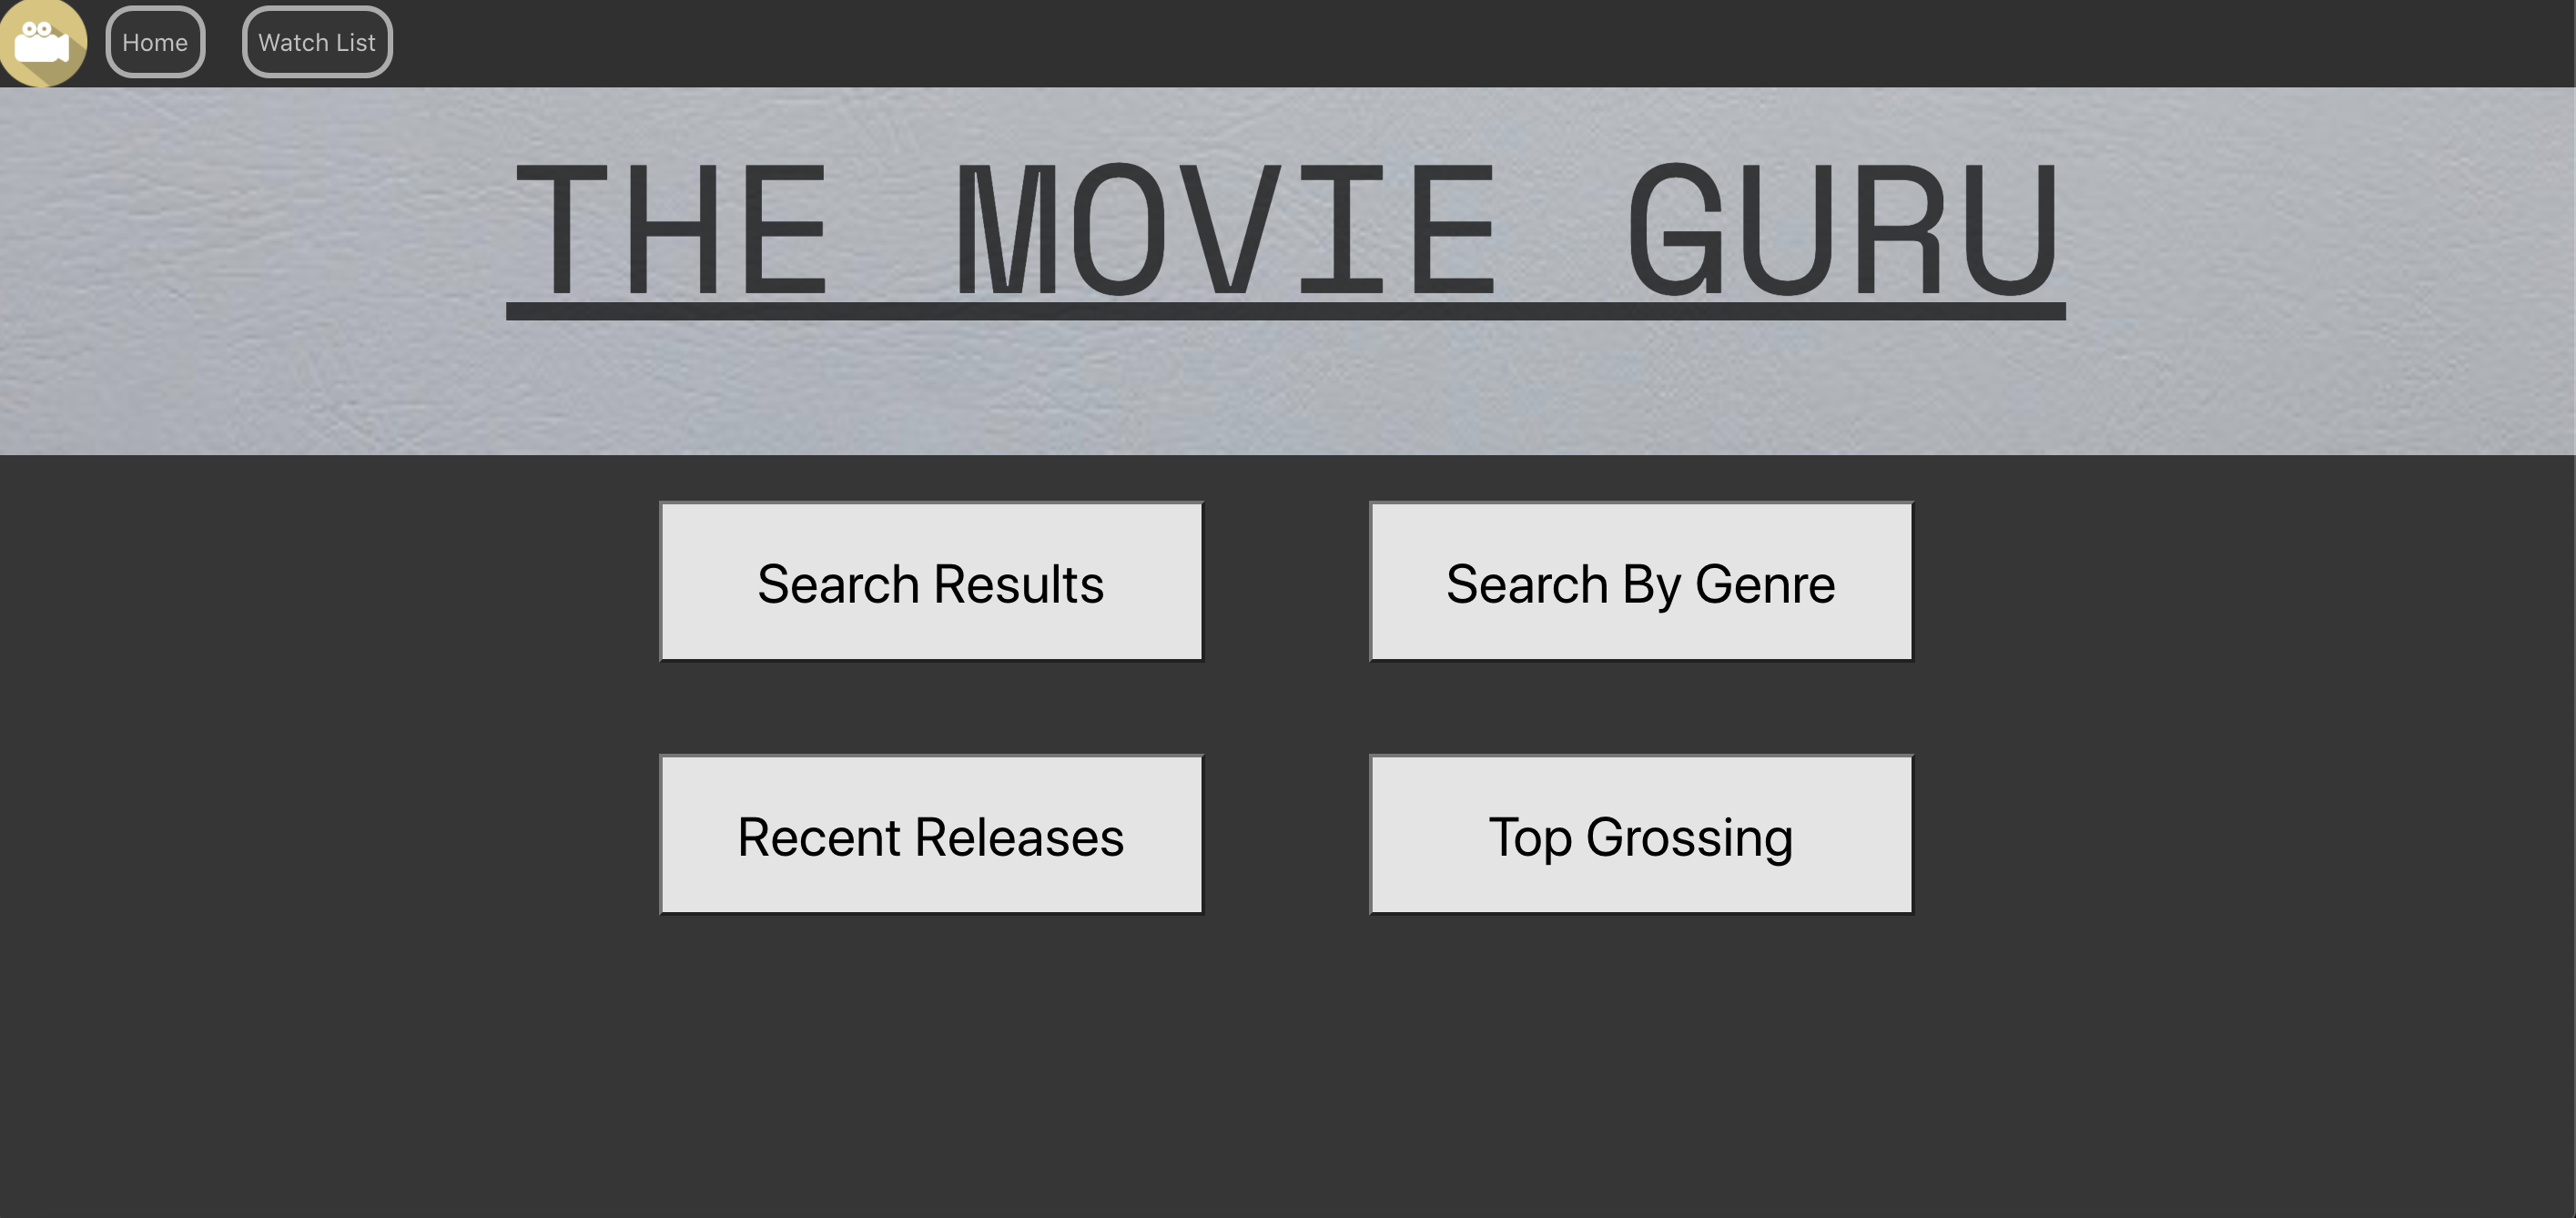 Home
Watch List
THE MOVIE GURU
Search Results
Search By Genre
Recent Releases
Top Grossing